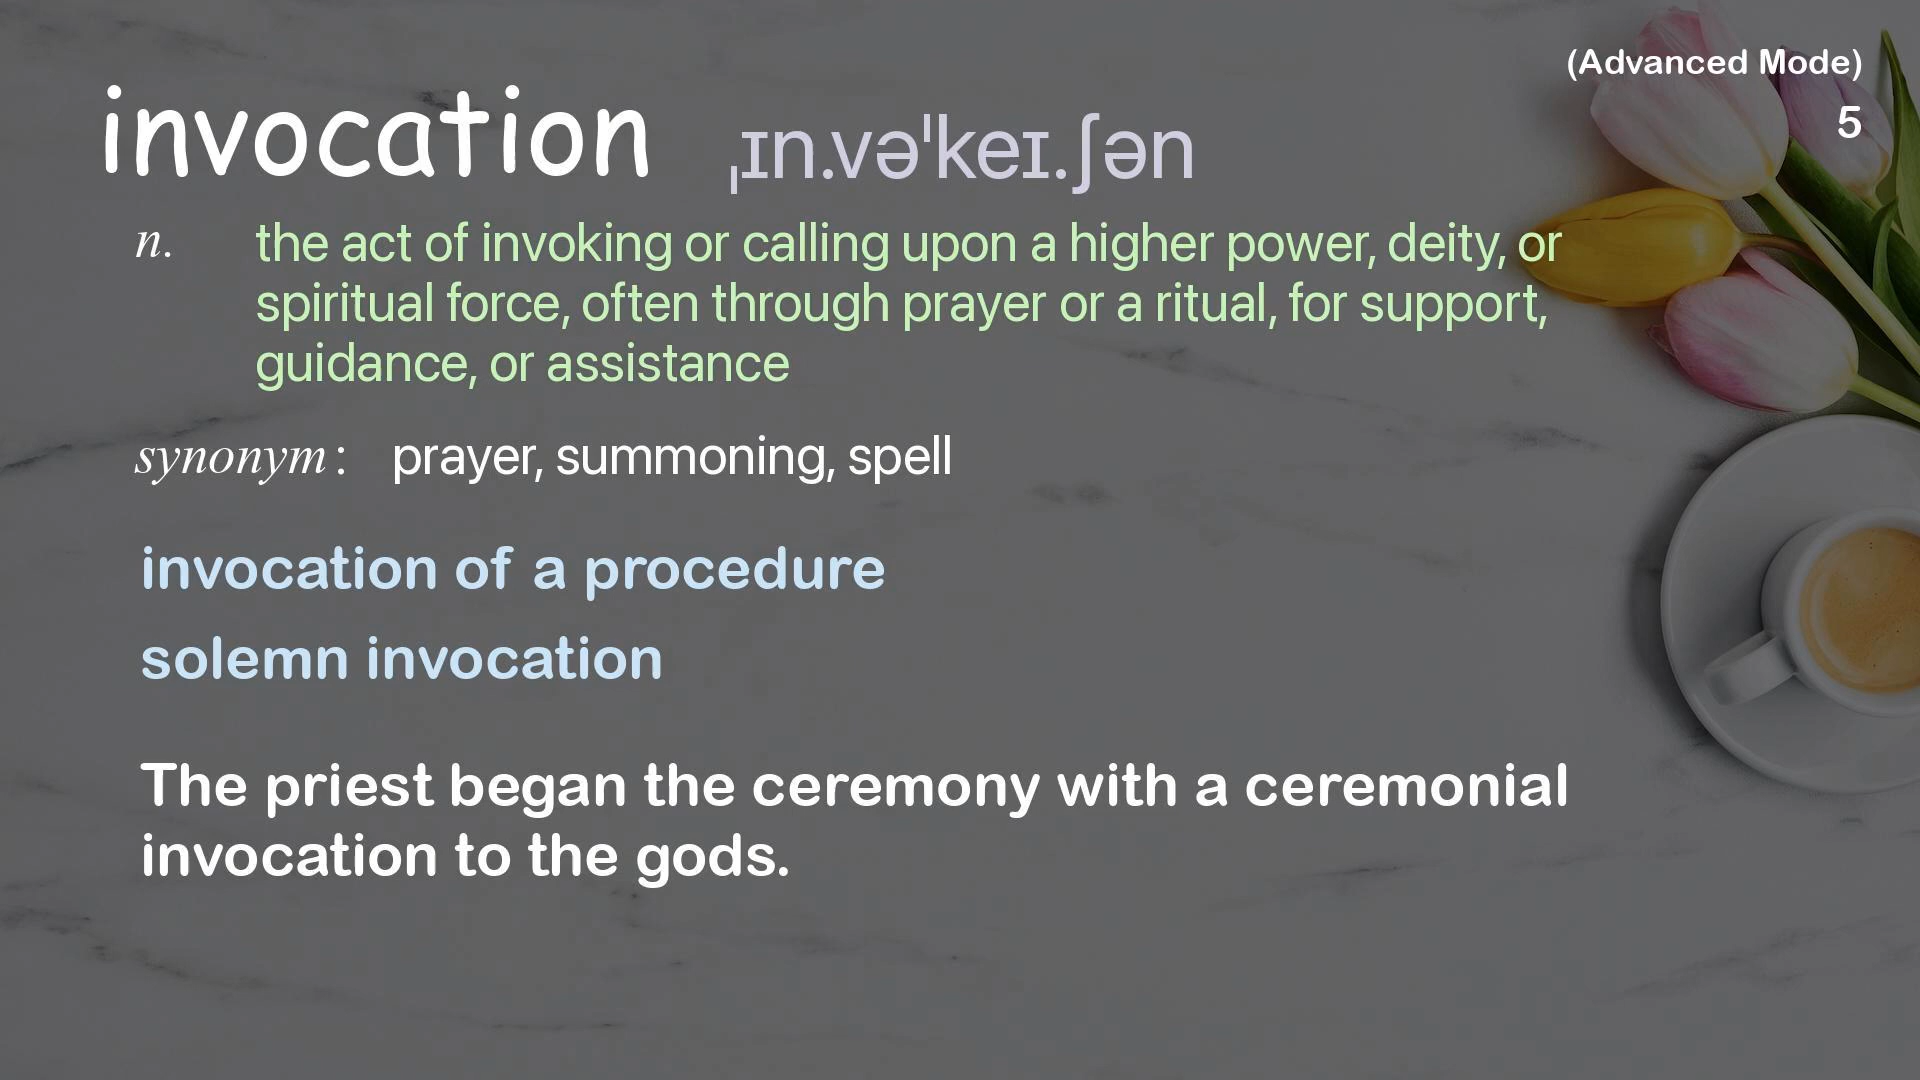 (Advanced Mode)
5
invocation ˌɪn.vəˈkeɪ.ʃən
n. the act of invoking or calling upon a higher power, deity, or
spiritual force, often through prayer or a ritual, for support,
guidance, or assistance
synonym: prayer, summoning, spell
invocation of a procedure
solemn invocation
The priest began the ceremony with a ceremonial
invocation to the gods.